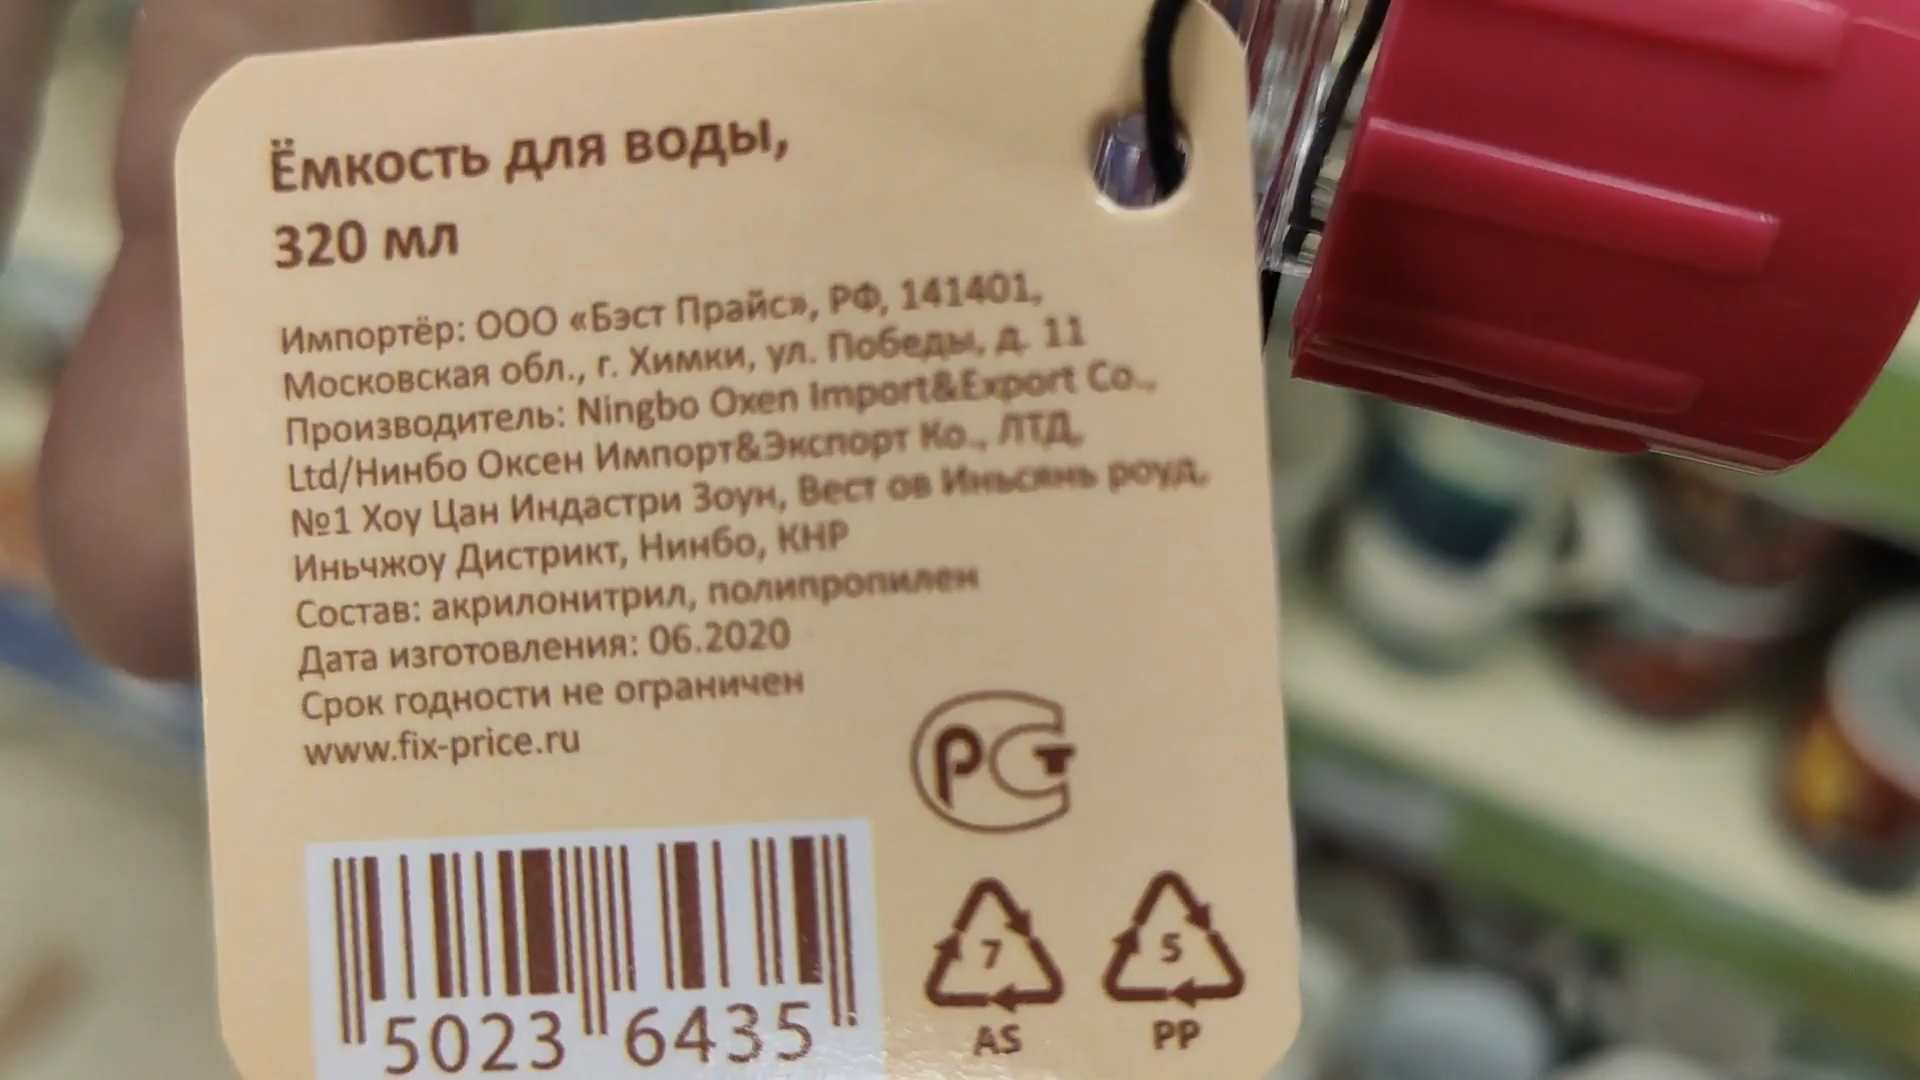 Ёмкость для воды,
320 мл
Импортёр: ООО «Бэст Прайс», РФ, 141401,
Московская обл., г. Химки, ул. Победы, д. 11
Производитель: Ningbo Oxen Import&Export Co.,
Ltd/Нинбо Оксен Импорт&Экспорт Ко., ЛТД,
№1 Хоу Цан Индастри Зоун, Вест ов Иньсянь роуд,
Иньчжоу Дистрикт, Нинбо, КНР
Состав: акрилонитрил, полипропилен
Дата изготовления: 06.2020
Срок годности не ограничен
www.fix-price.ru
РСТ
5023 6435
7
AS
5
PP